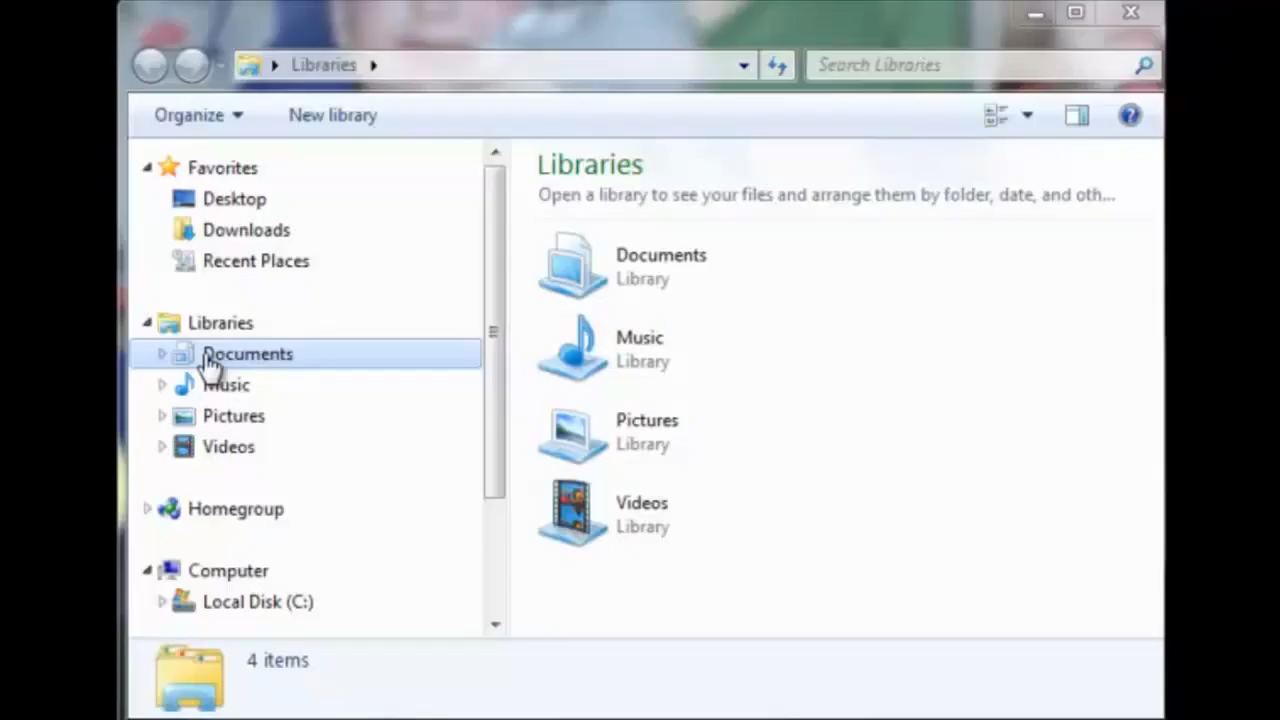 Libraries
Search Libraries
Organize
New library
Favorites
Desktop
Downloads
Recent Places
Libraries
Documents
Music
Pictures
Videos
Homegroup
Computer
Local Disk (C:)
Libraries
Open a library to see your files and arrange them by folder, date, and oth...
Documents
Library
Music
Library
Pictures
Library
Videos
Library
4 items